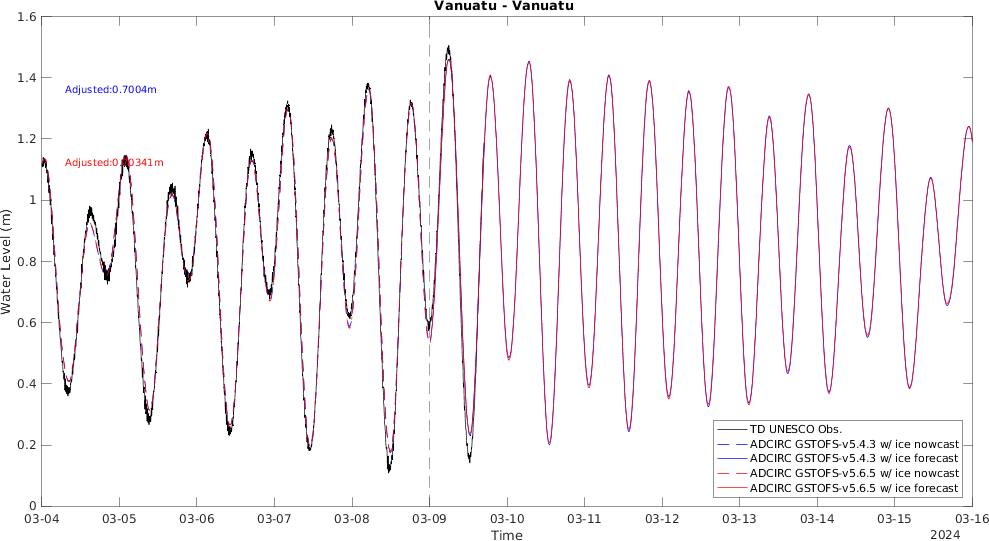 Vanuatu - Vanuatu
1.6
1.4
1.2
1
0.8
0.6
0.4
0.2
0
Water Level (m)
Adjusted:0.7004m
TD UNESCO Obs.
ADCIRC GSTOFS-v5.4.3 w/ ice nowcast
ADCIRC GSTOFS-v5.4.3 w/ ice forecast
ADCIRC GSTOFS-v5.6.5 w/ ice nowcast
ADCIRC GSTOFS-v5.6.5 w/ ice forecast
03-04 03-05 03-06 03-07 03-08 03-09 03-10 03-11 03-12 03-13 03-14 03-15 03-16
Time
2024